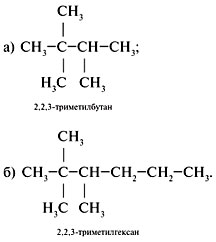 CH₃
|
а) CH₃−C−CH−CH₃;
| |
H₃C CH₃
2,2,3-триметилбутан
CH₃
|
б) CH₃−C−CH−CH₂−CH₂−CH₃.
| |
H₃C CH₃
2,2,3-триметилгексан